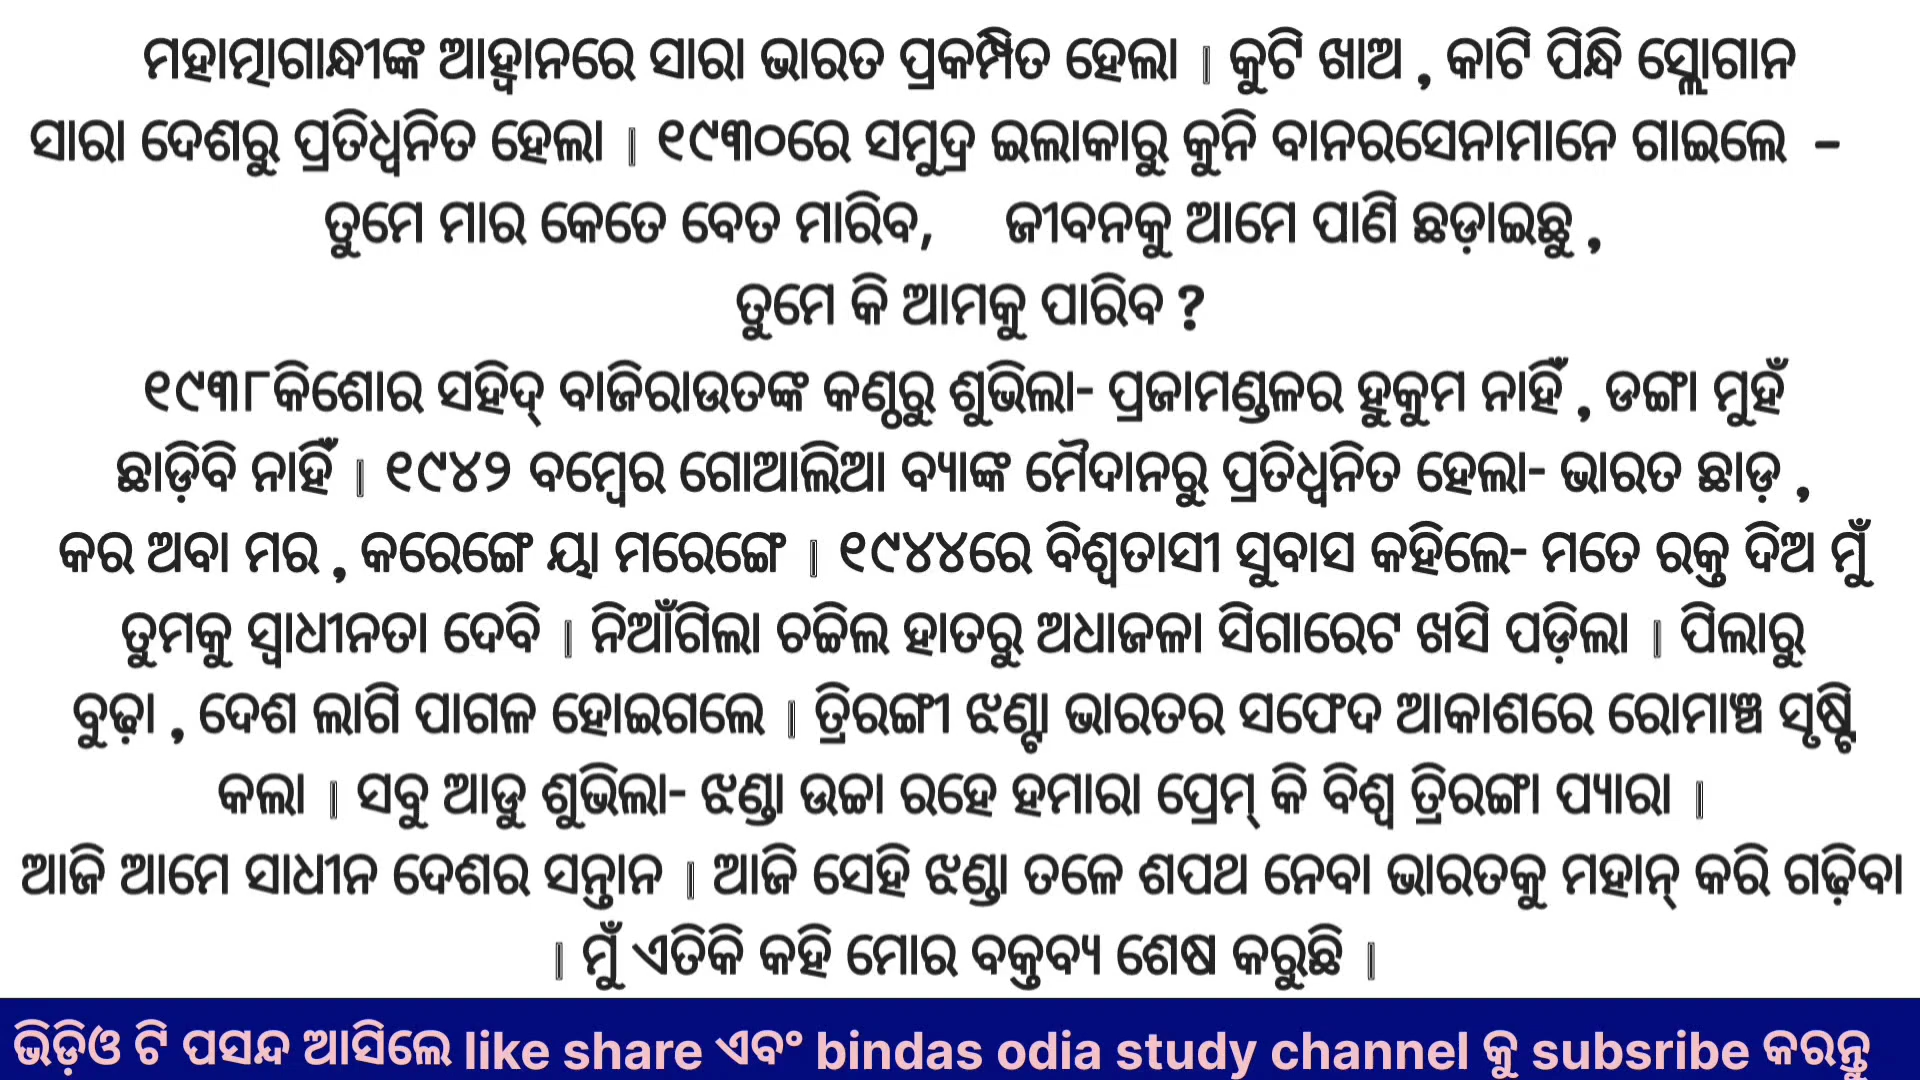 ମହାତ୍ମାଗାନ୍ଧୀଙ୍କ ଆହ୍ଵାନରେ ସାରା ଭାରତ ପ୍ରକମ୍ପିତ ହେଲା । କୁଟି ଖାଅ , କାଟି ପିନ୍ଧି ସ୍ଲୋଗାନ
ସାରା ଦେଶରୁ ପ୍ରତିଧ୍ୱନିତ ହେଲା । ୧୯୩୦ରେ ସମୁଦ୍ର ଇଲାକାରୁ କୁନି ବାନରସେନାମାନେ ଗାଇଲେ –
ତୁମେ ମାର କେତେ ବେତ ମାରିବ, ଜୀବନକୁ ଆମେ ପାଣି ଛଡ଼ାଇଛୁ ,
ତୁମେ କି ଆମକୁ ପାରିବ ?
୧୯୩୮କିଶୋର ସହିଦ୍ ବାଜିରାଉତଙ୍କ କଣ୍ଠରୁ ଶୁଭିଲା- ପ୍ରଜାମଣ୍ଡଳର ହୁକୁମ ନାହିଁ , ଡଙ୍ଗା ମୁହଁ
ଛାଡ଼ିବି ନାହିଁ । ୧୯୪୨ ବମ୍ବେର ଗୋଆଲିଆ ବ୍ୟାଙ୍କ ମୈଦାନରୁ ପ୍ରତିଧ୍ୱନିତ ହେଲା- ଭାରତ ଛାଡ଼ ,
କର ଅବା ମର , କରେଙ୍ଗେ ୟା ମରେଙ୍ଗେ । ୧୯୪୪ରେ ବିଶ୍ୱତାସୀ ସୁବାସ କହିଲେ- ମତେ ରକ୍ତ ଦିଅ ମୁଁ
ତୁମକୁ ସ୍ୱାଧୀନତା ଦେବି । ନିଆଁଗିଲା ଚର୍ଚ୍ଚିଲ ହାତରୁ ଅଧାଜଳା ସିଗାରେଟ ଖସି ପଡ଼ିଲା । ପିଲାରୁ
ବୁଢ଼ା , ଦେଶ ଲାଗି ପାଗଳ ହୋଇଗଲେ । ତ୍ରିରଙ୍ଗୀ ଝଣ୍ଟା ଭାରତର ସଫେଦ ଆକାଶରେ ରୋମାଞ୍ଚ ସୃଷ୍ଟି
କଲା । ସବୁ ଆଡୁ ଶୁଭିଲା- ଝଣ୍ଡା ଉଚ୍ଚା ରହେ ହମାରା ପ୍ରେମ୍ କି ବିଶ୍ୱ ତ୍ରିରଙ୍ଗା ପ୍ୟାରା ।
ଆଜି ଆମେ ସାଧୀନ ଦେଶର ସନ୍ତାନ । ଆଜି ସେହି ଝଣ୍ଡା ତଳେ ଶପଥ ନେବା ଭାରତକୁ ମହାନ୍ କରି ଗଢ଼ିବା
। ମୁଁ ଏତିକି କହି ମୋର ବକ୍ତବ୍ୟ ଶେଷ କରୁଛି ।
ଭିଡ଼ିଓ ଟି ପସନ୍ଦ ଆସିଲେ like share ଏବଂ bindas odia study channel କୁ subsribe କରନ୍ତୁ